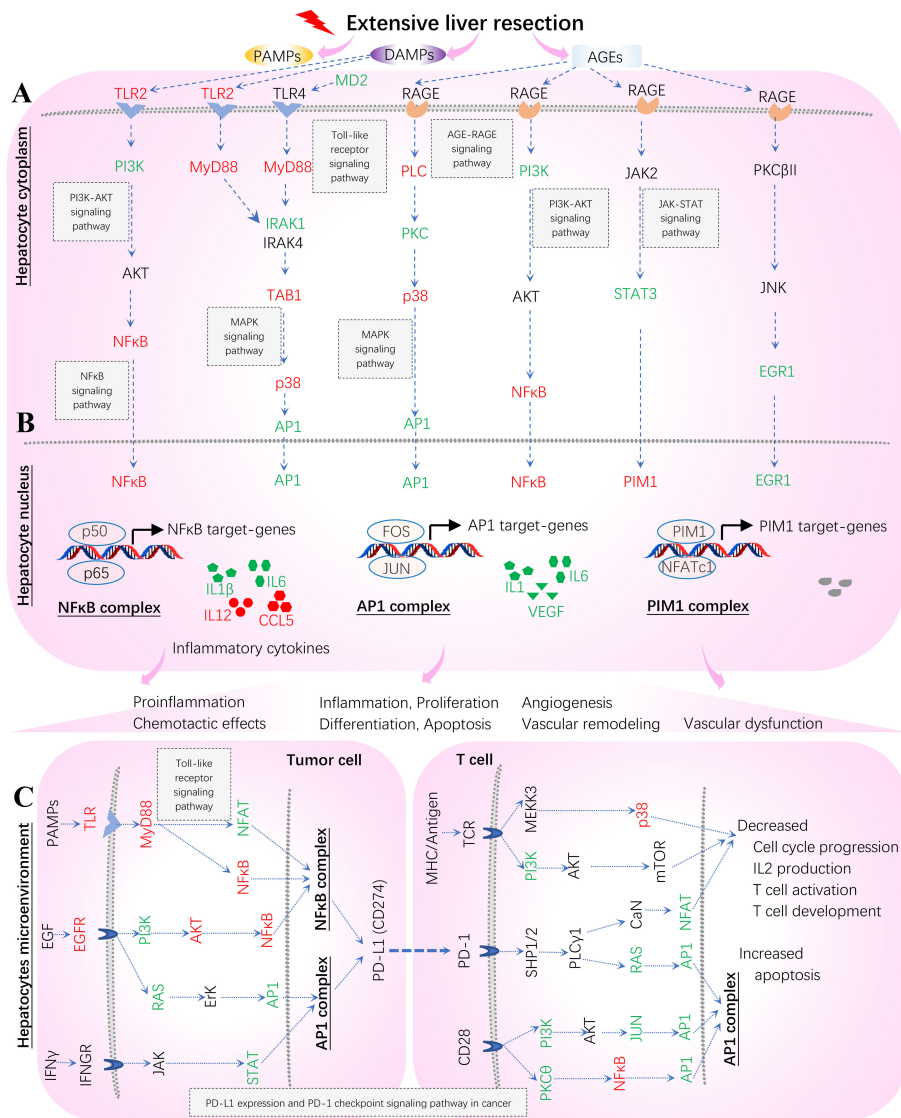 Extensive liver resection
PAMPs
DAMPs
AGEs
A
TLR2
TLR2
TLR4
MD2
RAGE
RAGE
RAGE
RAGE
Hepatocyte cytoplasm
PI3K
MyD88
MyD88
Toll-like
receptor
signaling
pathway
PLC
AGE-RAGE
signaling
pathway
PI3K
JAK2
PKCβII
PI3K-AKT
signaling
pathway
IRAK1
IRAK4
PKC
PI3K-AKT
signaling
pathway
JAK-STAT
signaling
pathway
AKT
TAB1
p38
AKT
STAT3
JNK
NFκB
MAPK
signaling
pathway
MAPK
signaling
pathway
NFκB
signaling
pathway
p38
NFκB
EGR1
AP1
AP1
B
Hepatocyte nucleus
NFκB
AP1
AP1
NFκB
PIM1
EGR1
p50
p65
NFκB target-genes
NFκB complex
IL1β
IL6
IL12
CCL5
Inflammatory cytokines
FOS
JUN
AP1 target-genes
AP1 complex
IL1
IL6
VEGF
PIM1
NFATc1
PIM1 target-genes
PIM1 complex
Proinflammation
Chemotactic effects
Inflammation, Proliferation
Differentiation, Apoptosis
Angiogenesis
Vascular remodeling
Vascular dysfunction
C
Hepatocytes microenvironment
Toll-like
receptor
signaling
pathway
Tumor cell
PAMPs
TLR
MyD88
NFAT
NFκB
NFκB complex
EGF
EGFR
PI3K
AKT
NFκB
RAS
ErK
AP1
AP1 complex
IFNγ
IFNGR
JAK
STAT
PD-L1 (CD274)
T cell
MHC/Antigen
TCR
MEKK3
p38
PI3K
AKT
mTOR
PD-1
SHP1/2
PLCγ1
CaN
NFAT
RAS
AP1
CD28
PI3K
AKT
JUN
AP1
PKCθ
NFκB
AP1
AP1 complex
Decreased
Cell cycle progression
IL2 production
T cell activation
T cell development
Increased
apoptosis
PD-L1 expression and PD-1 checkpoint signaling pathway in cancer